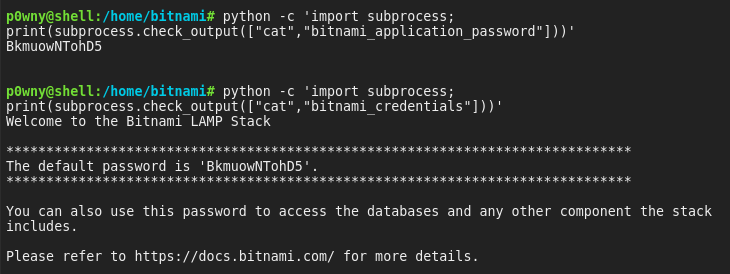 p0wny@shell:/home/bitnami# python -c 'import subprocess;
print(subprocess.check_output(["cat","bitnami_application_password"]))'
BkmuowNTohD5
p0wny@shell:/home/bitnami# python -c 'import subprocess;
print(subprocess.check_output(["cat","bitnami_credentials"]))'
Welcome to the Bitnami LAMP Stack
******************************************************************************
The default password is 'BkmuowNTohD5'.
******************************************************************************
You can also use this password to access the databases and any other component the stack
includes.
Please refer to https://docs.bitnami.com/ for more details.